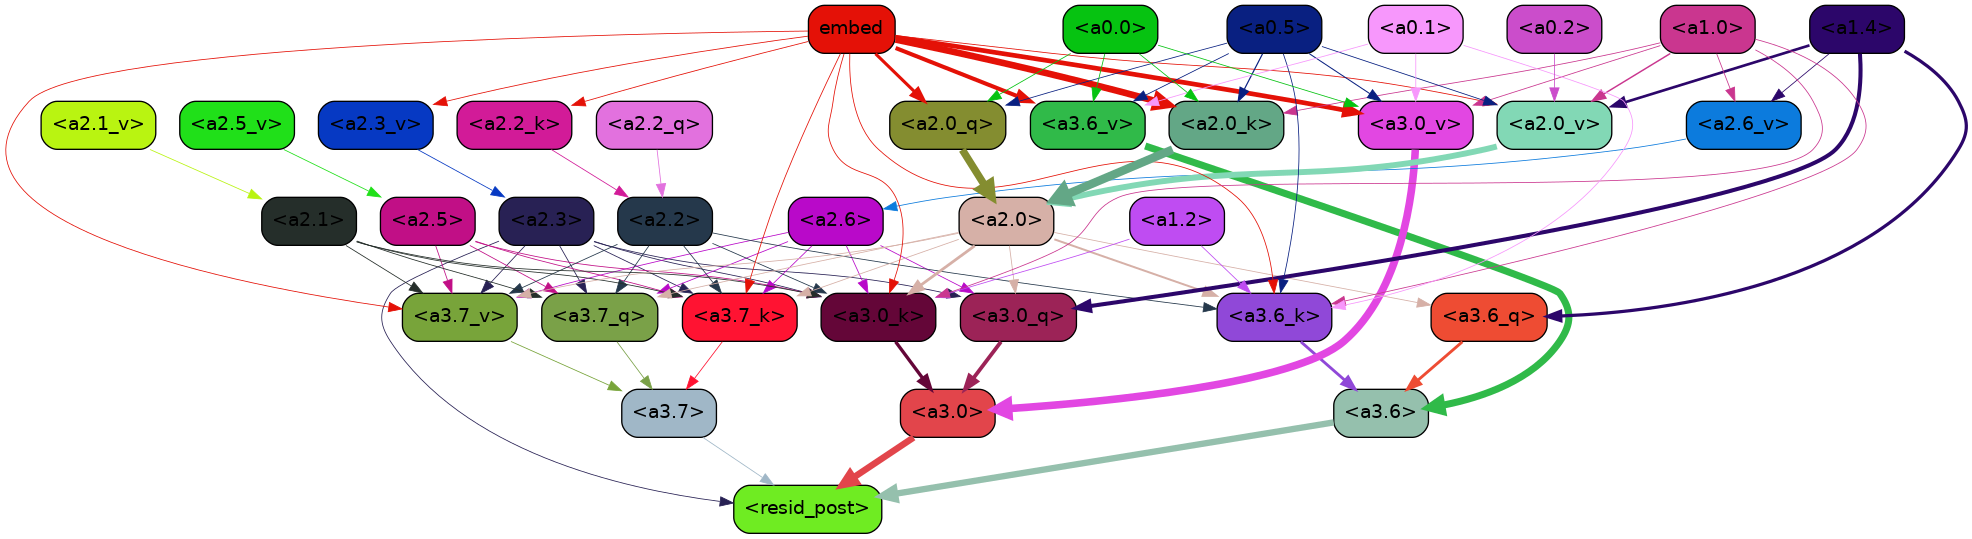 embed <a0.0> <a0.5> <a0.1> <a0.2> <a1.0> <a1.4>
<a2.1_v> <a2.5_v> <a2.3_v> <a2.2_k> <a2.2_q> <a2.0_q> <a3.6_v> <a2.0_k> <a3.0_v> <a2.0_v> <a2.6_v>
<a2.1> <a2.5> <a2.3> <a2.2> <a2.6> <a2.0> <a1.2>
<a3.7_v> <a3.7_q> <a3.7_k> <a3.0_k> <a3.0_q> <a3.6_k> <a3.6_q>
<a3.7> <a3.0> <a3.6>
<resid_post>